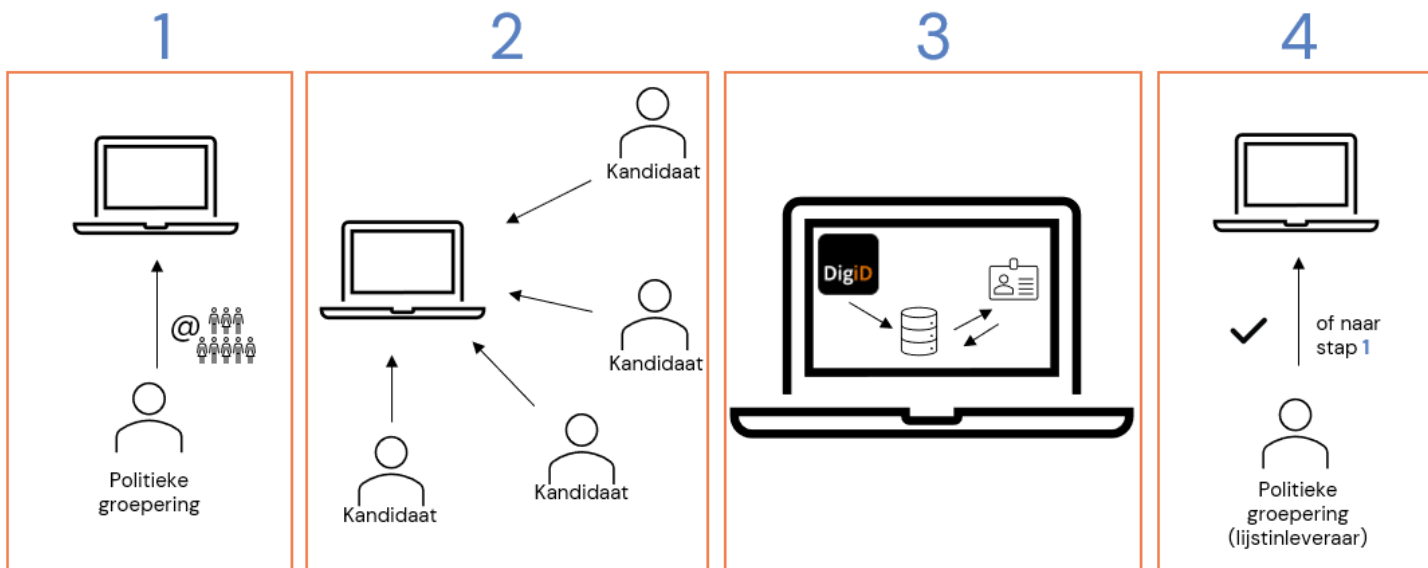 1
2
3
4
@
Politieke
groepering
Kandidaat
Kandidaat
Kandidaat
Kandidaat
DigiD
of naar
stap 1
Politieke
groepering
(lijstinleveraar)